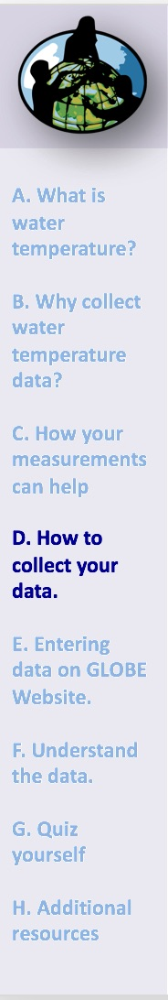 A. What is
water
temperature?
B. Why collect
water
temperature
data?
C. How your
measurements
can help
D. How to
collect your
data.
E. Entering
data on GLOBE
Website.
F. Understand
the data.
G. Quiz
yourself
H. Additional
resources